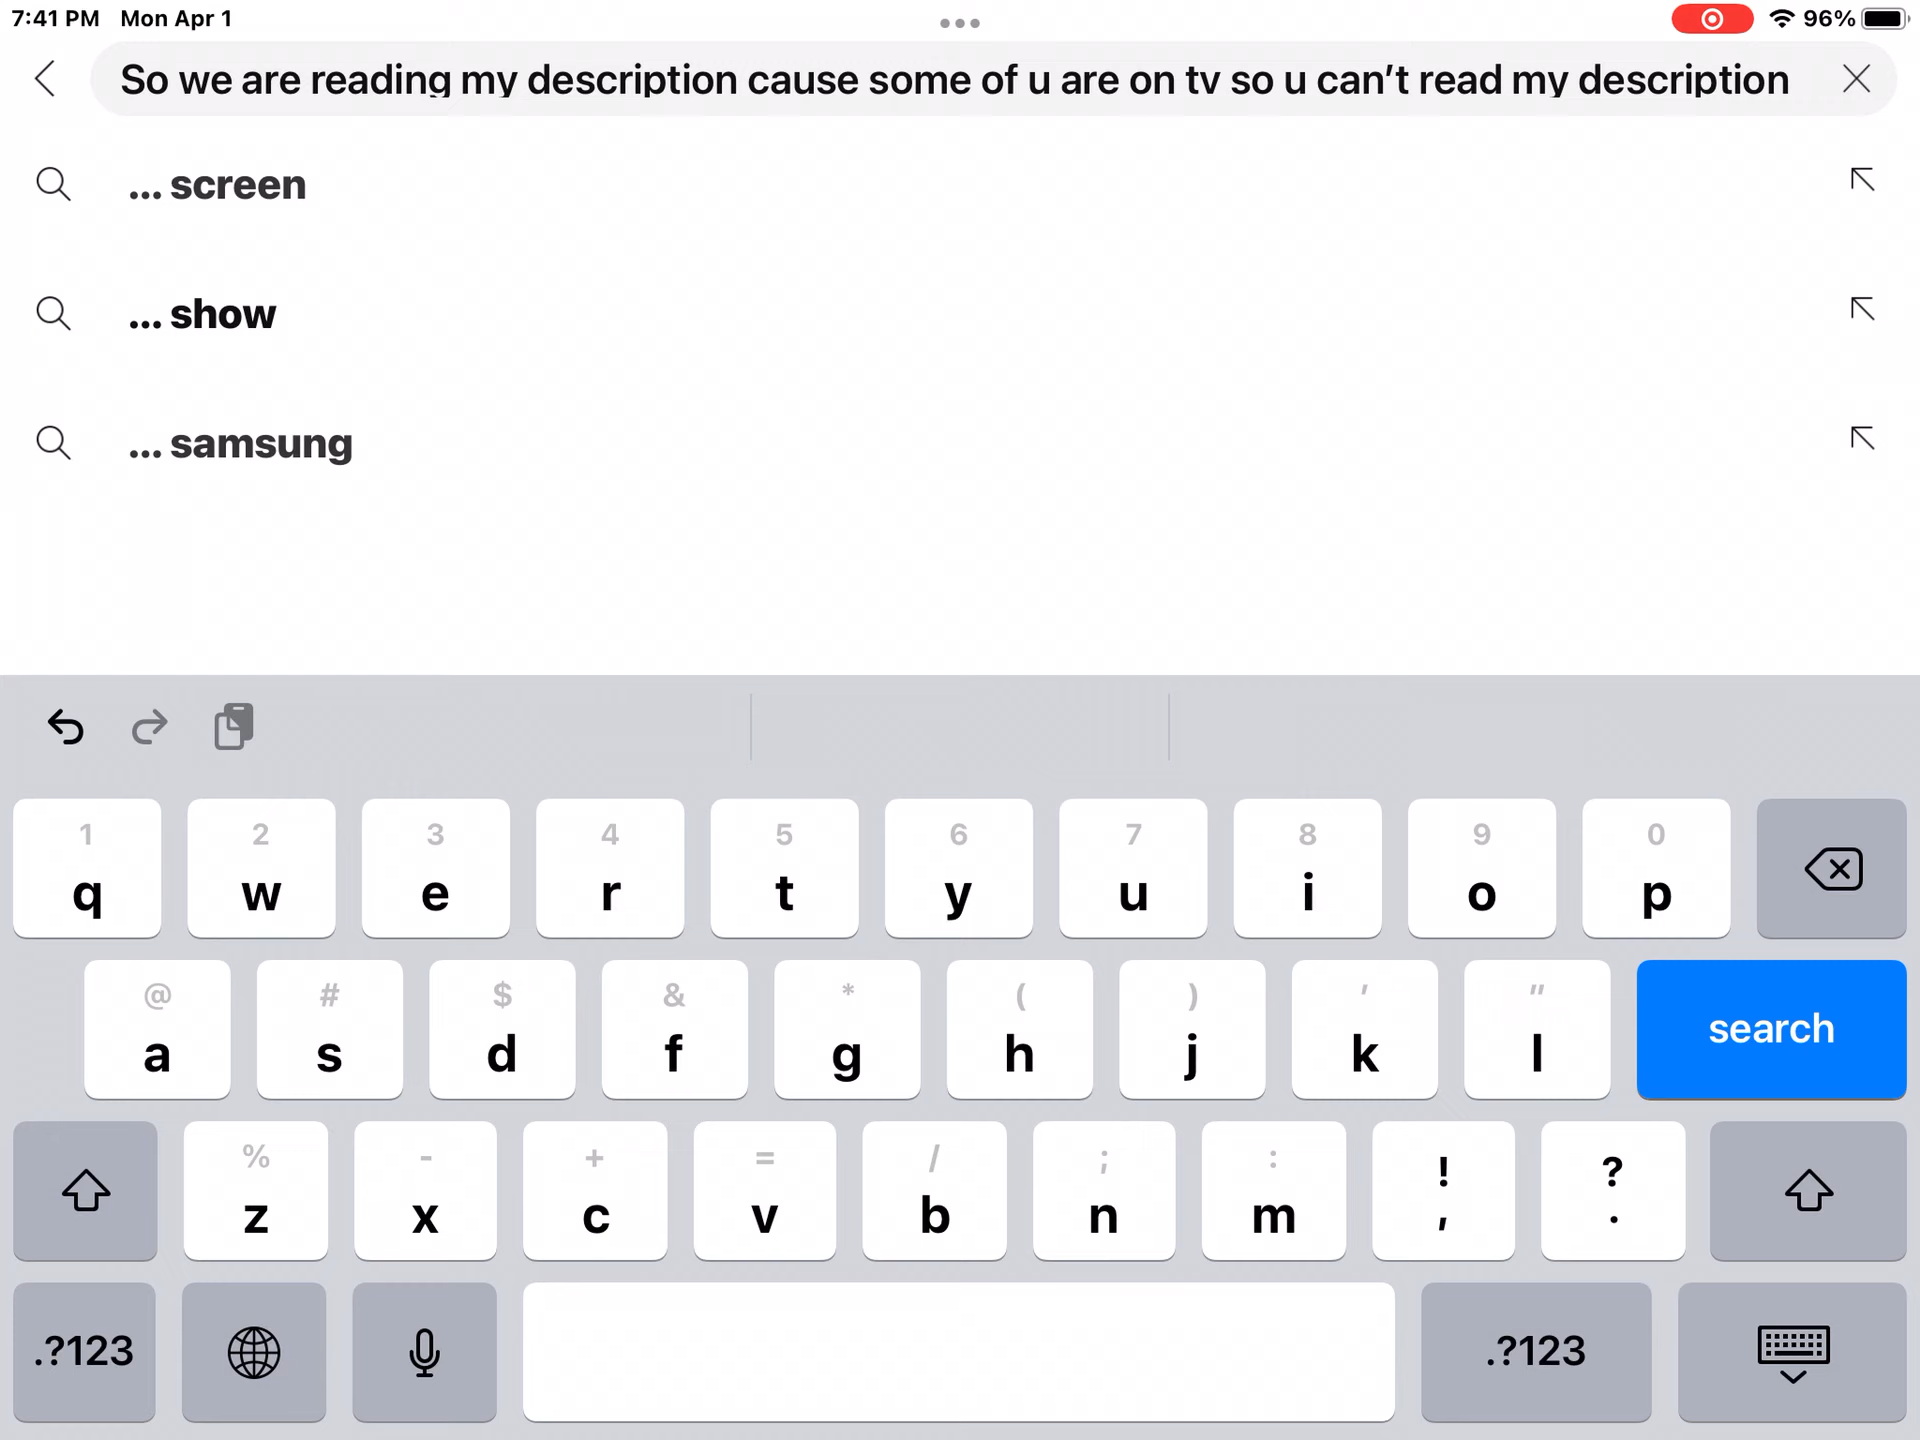 7:41 PM Mon Apr 1
96%
So we are reading my description cause some of u are on tv so u can’t read my description
... screen
... show
... samsung
1 2 3 4 5 6 7 8 9 0
q w e r t y u i o p
@ # $ & * ( ) ' "
a s d f g h j k l search
% - + = / ; : ! ?
z x c v b n m , .
.?123 .?123